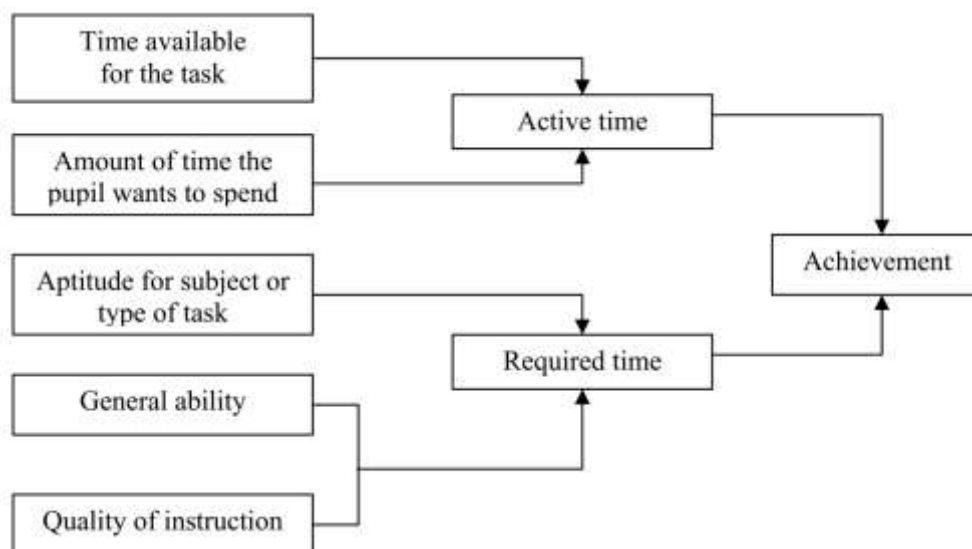 Time available
for the task
Active time
Amount of time the
pupil wants to spend
Achievement
Aptitude for subject or
type of task
Required time
General ability
Quality of instruction